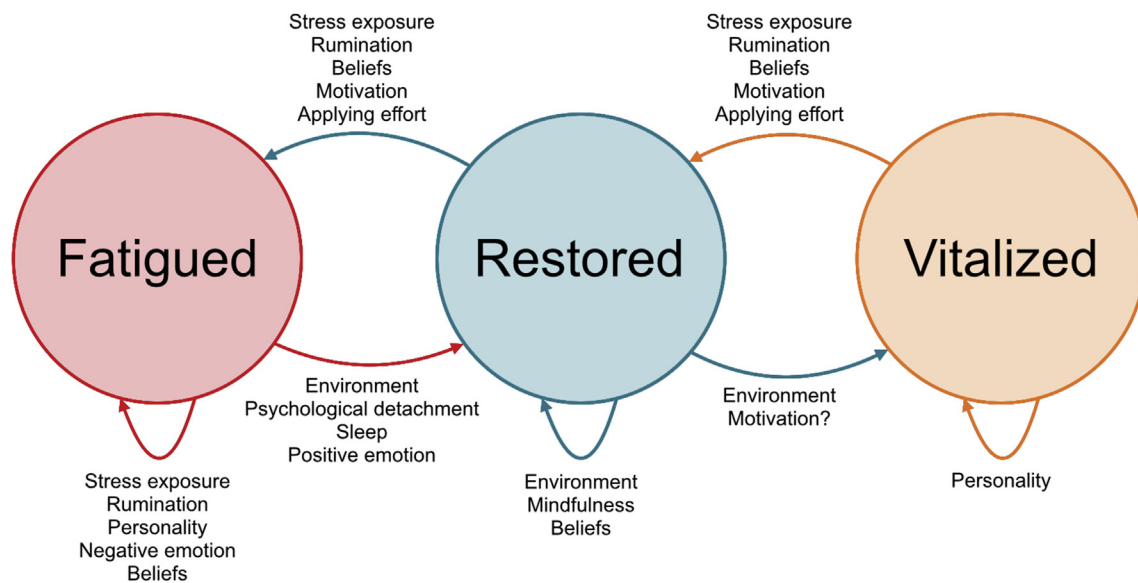 Stress exposure
Rumination
Beliefs
Motivation
Applying effort
Stress exposure
Rumination
Beliefs
Motivation
Applying effort
Fatigued
Restored
Vitalized
Environment
Psychological detachment
Sleep
Positive emotion
Environment
Motivation?
Stress exposure
Rumination
Personality
Negative emotion
Beliefs
Environment
Mindfulness
Beliefs
Personality